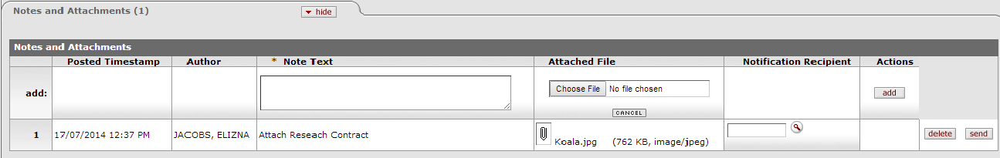 Notes and Attachments (1)
hide
Notes and Attachments
Posted Timestamp Author * Note Text Attached File Notification Recipient Actions
add: Choose File No file chosen add
CANCEL
1 17/07/2014 12:37 PM JACOBS, ELIZNA Attach Reseach Contract Koala.jpg (762 KB, image/jpeg) delete send